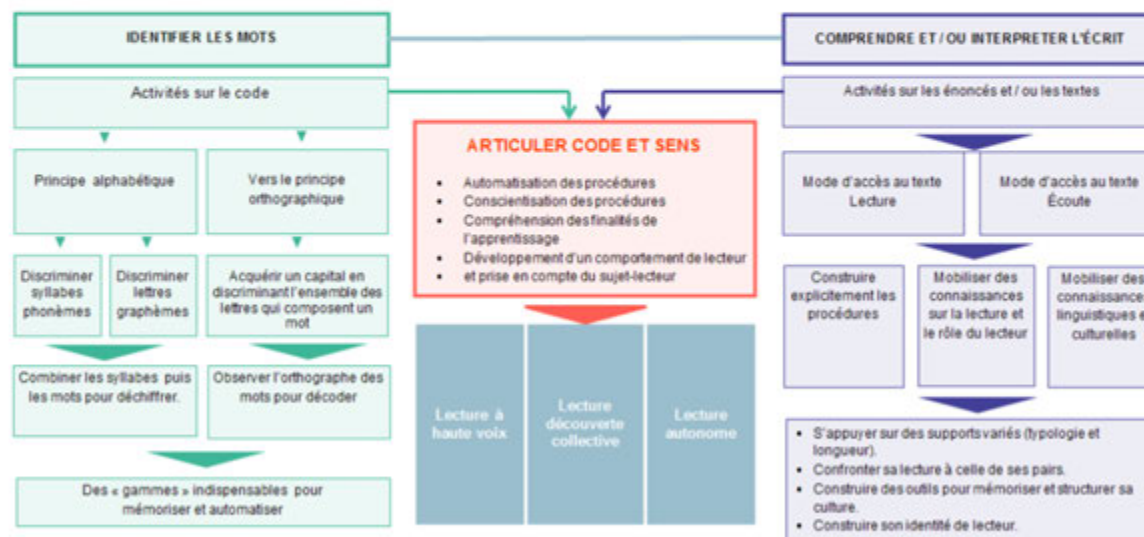 IDENTIFIER LES MOTS
Activités sur le code
Principe alphabétique
Vers le principe
orthographique
Discriminer
syllabes
phonèmes
Discriminer
lettres
graphèmes
Acquérir un capital en
discriminant l'ensemble des
lettres qui composent un
mot
Combiner les syllabes puis
les mots pour déchiffrer.
Observer l'orthographe des
mots pour décoder
Des « gammes » indispensables pour
mémoriser et automatiser
ARTICULER CODE ET SENS
• Automatisation des procédures
• Conscientisation des procédures
• Compréhension des finalités de
l'apprentissage
• Développement d'un comportement de lecteur
• et prise en compte du sujet-lecteur
Lecture à
haute voix
Lecture
découverte
collective
Lecture
autonome
COMPRENDRE ET / OU INTERPRETER L'ÉCRIT
Activités sur les énoncés et / ou les textes
Mode d'accès au texte
Lecture
Mode d'accès au texte
Écoute
Construire
explicitement les
procédures
Mobiliser des
connaissances
sur la lecture et
le rôle du lecteur
Mobiliser des
connaissance
linguistiques e
culturelles
• S'appuyer sur des supports variés (typologie et
longueur).
• Confronter sa lecture à celle de ses pairs.
• Construire des outils pour mémoriser et structurer sa
culture.
• Construire son identité de lecteur.